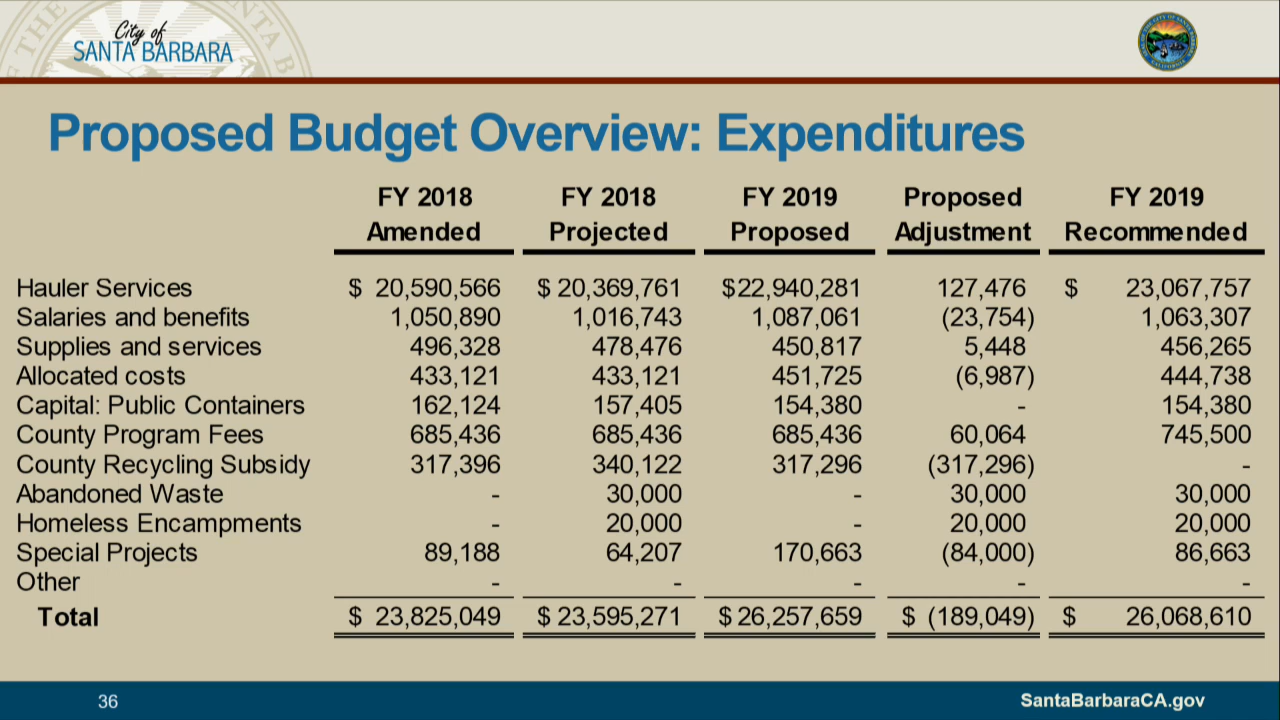 City of
SANTA BARBARA
Proposed Budget Overview: Expenditures
FY 2018 FY 2018 FY 2019 Proposed FY 2019
Amended Projected Proposed Adjustment Recommended
Hauler Services $ 20,590,566 $ 20,369,761 $22,940,281 127,476 $ 23,067,757
Salaries and benefits 1,050,890 1,016,743 1,087,061 (23,754) 1,063,307
Supplies and services 496,328 478,476 450,817 5,448 456,265
Allocated costs 433,121 433,121 451,725 (6,987) 444,738
Capital: Public Containers 162,124 157,405 154,380 - 154,380
County Program Fees 685,436 685,436 685,436 60,064 745,500
County Recycling Subsidy 317,396 340,122 317,296 (317,296) -
Abandoned Waste - 30,000 - 30,000 30,000
Homeless Encampments - 20,000 - 20,000 20,000
Special Projects 89,188 64,207 170,663 (84,000) 86,663
Other - - - - -
Total $ 23,825,049 $ 23,595,271 $ 26,257,659 $ (189,049) $ 26,068,610
36
SantaBarbaraCA.gov